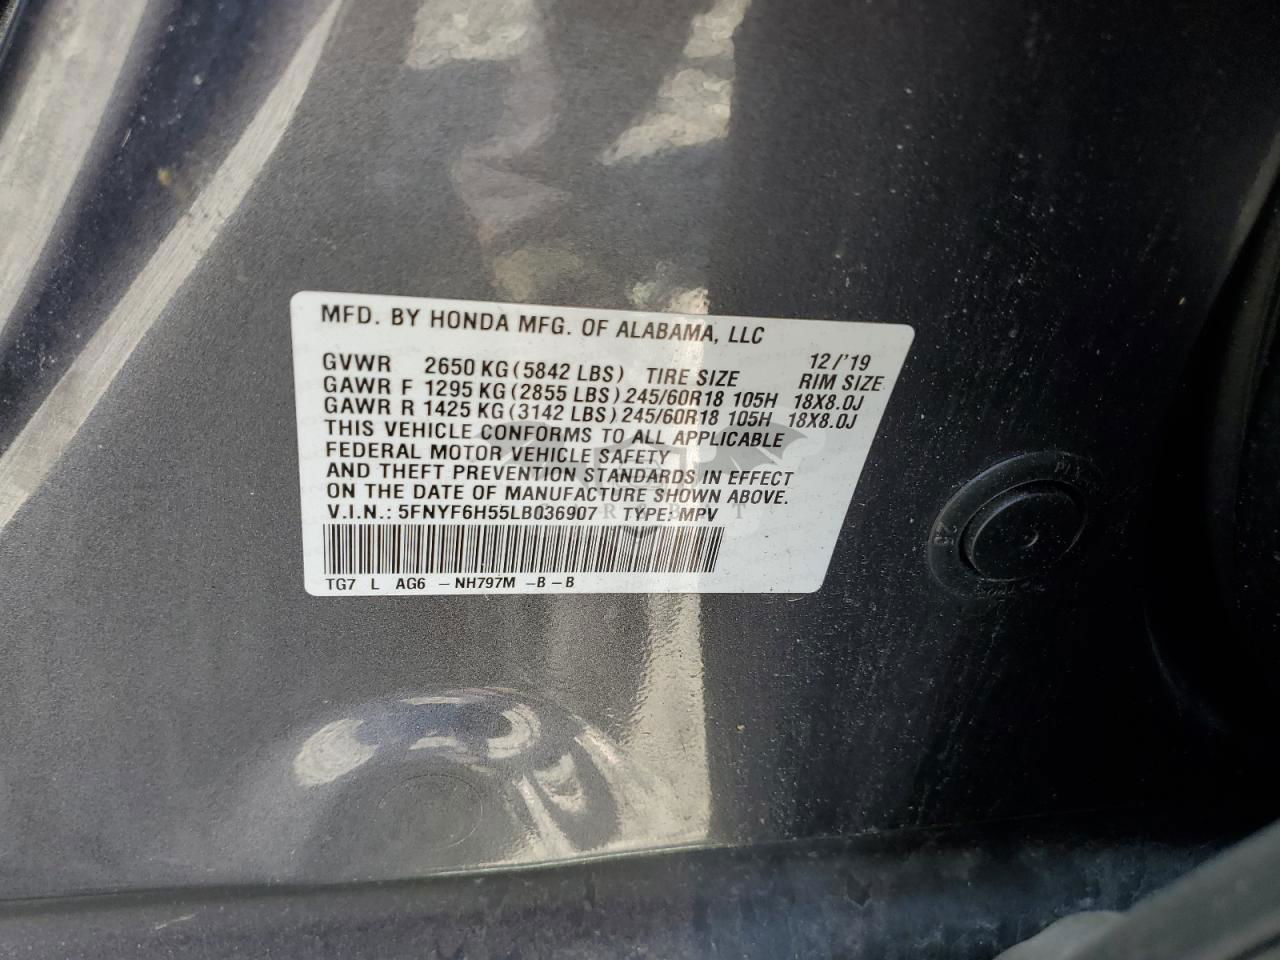 MFD. BY HONDA MFG. OF ALABAMA, LLC
GVWR 2650 KG (5842 LBS) TIRE SIZE 12/'19 RIM SIZE
GAWR F 1295 KG (2855 LBS) 245/60R18 105H 18X8.0J
GAWR R 1425 KG (3142 LBS) 245/60R18 105H 18X8.0J
THIS VEHICLE CONFORMS TO ALL APPLICABLE
FEDERAL MOTOR VEHICLE SAFETY
AND THEFT PREVENTION STANDARDS IN EFFECT
ON THE DATE OF MANUFACTURE SHOWN ABOVE.
V.I.N.: 5FNYF6H55LB036907 TYPE: MPV
TG7 L AG6 - NH797M - B - B